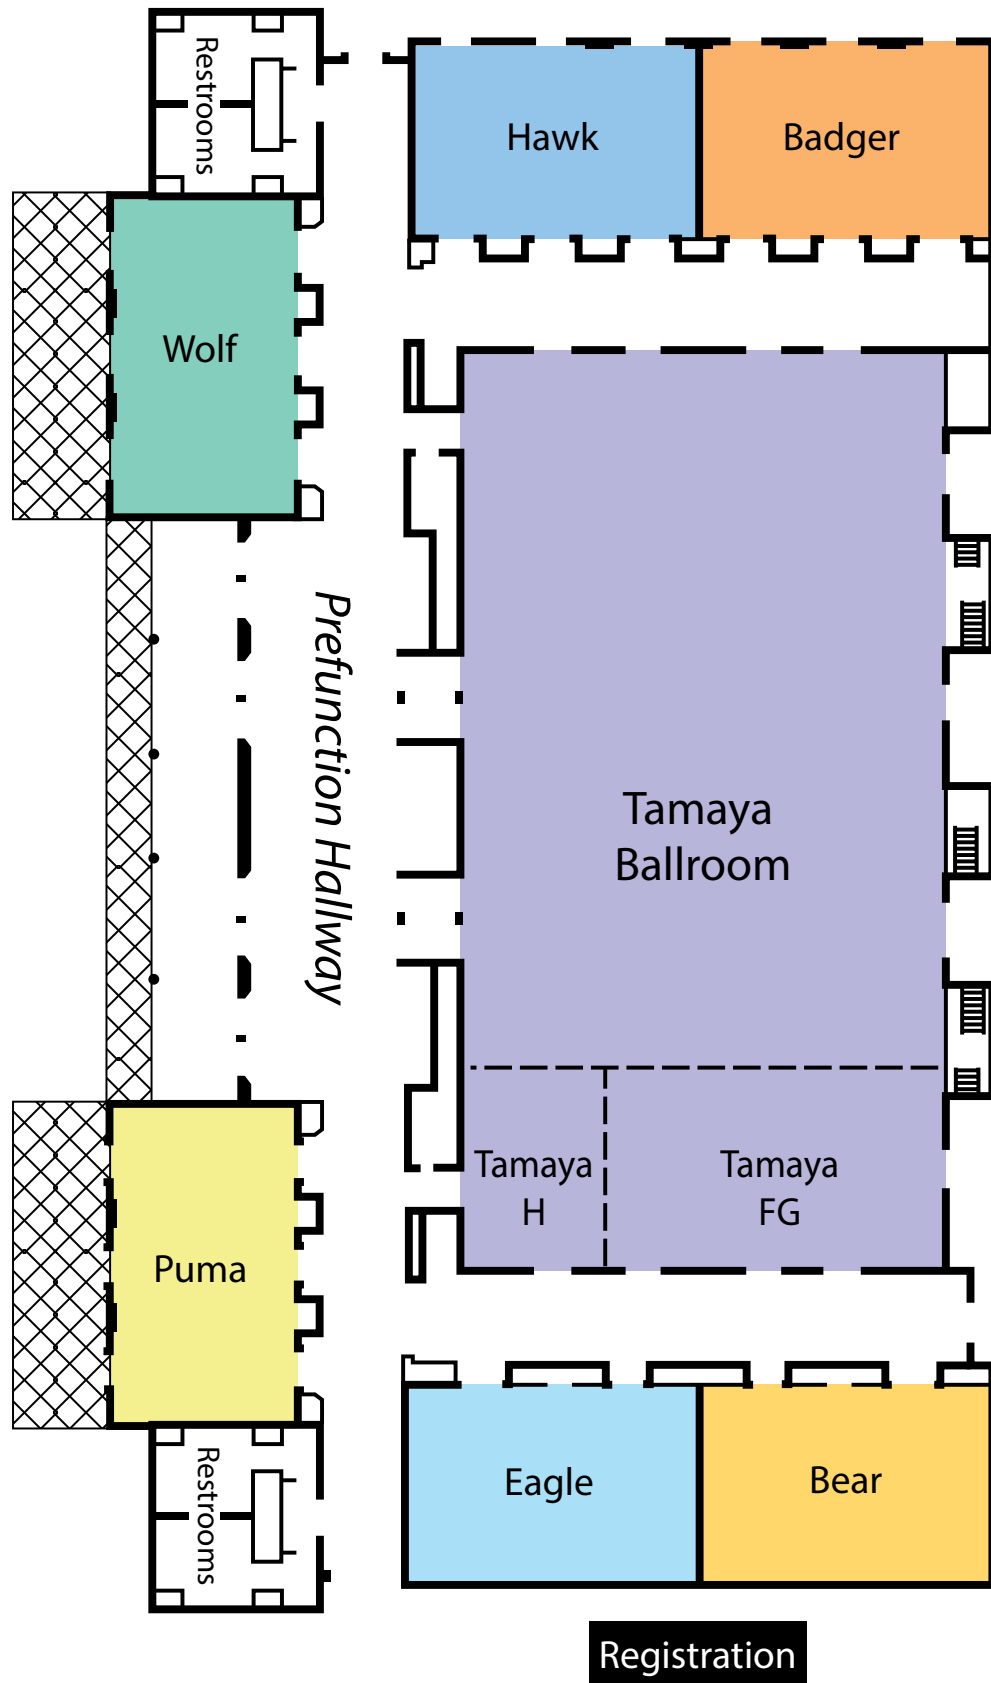 Restrooms
Hawk
Badger
Wolf
Prefunction Hallway
Tamaya
Ballroom
Tamaya
H
Tamaya
FG
Puma
Eagle
Bear
Restrooms
Registration